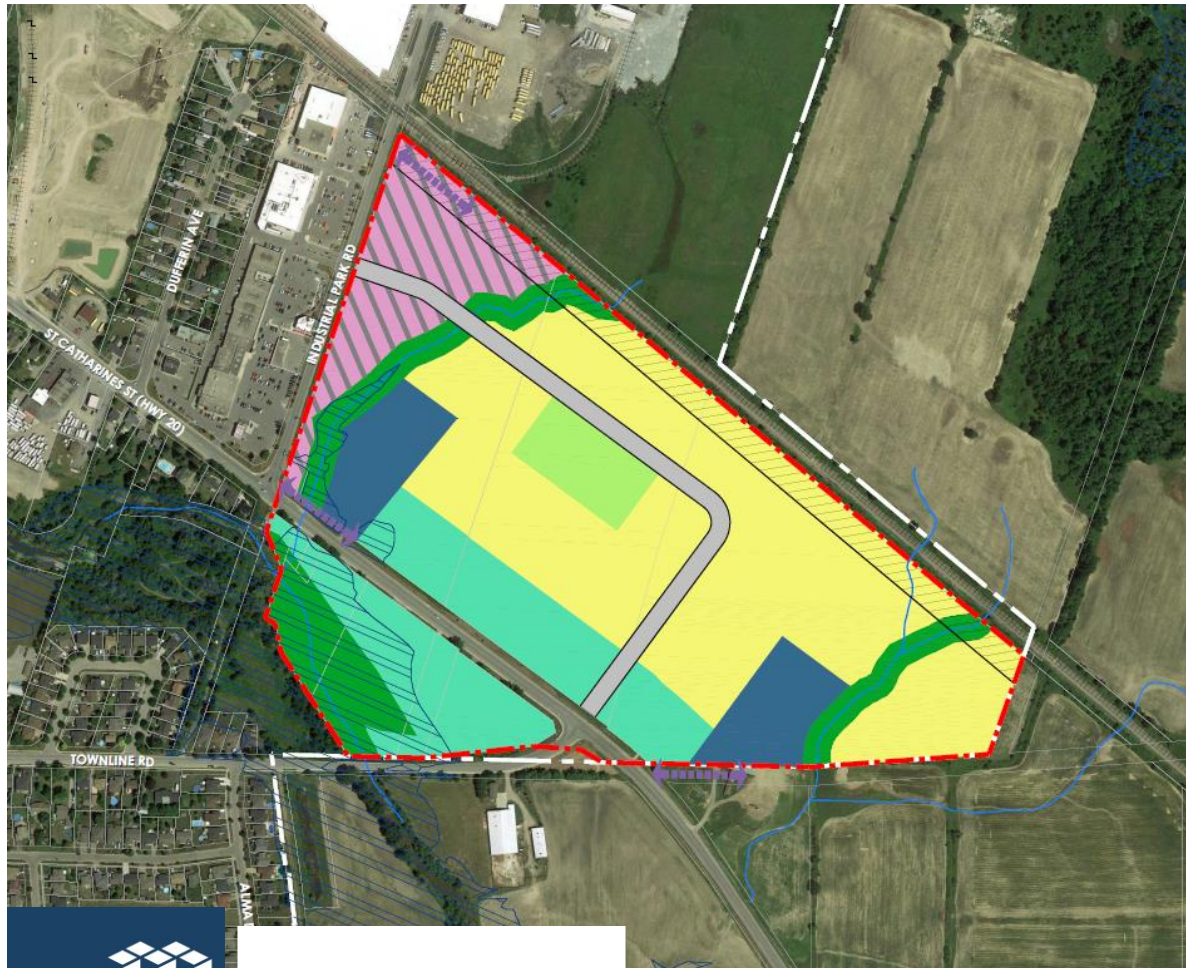 DUFFERIN AVE
INDUSTRIAL PARK RD
ST CATHARINES ST (HWY 20)
TOWNLINE RD
ALMA